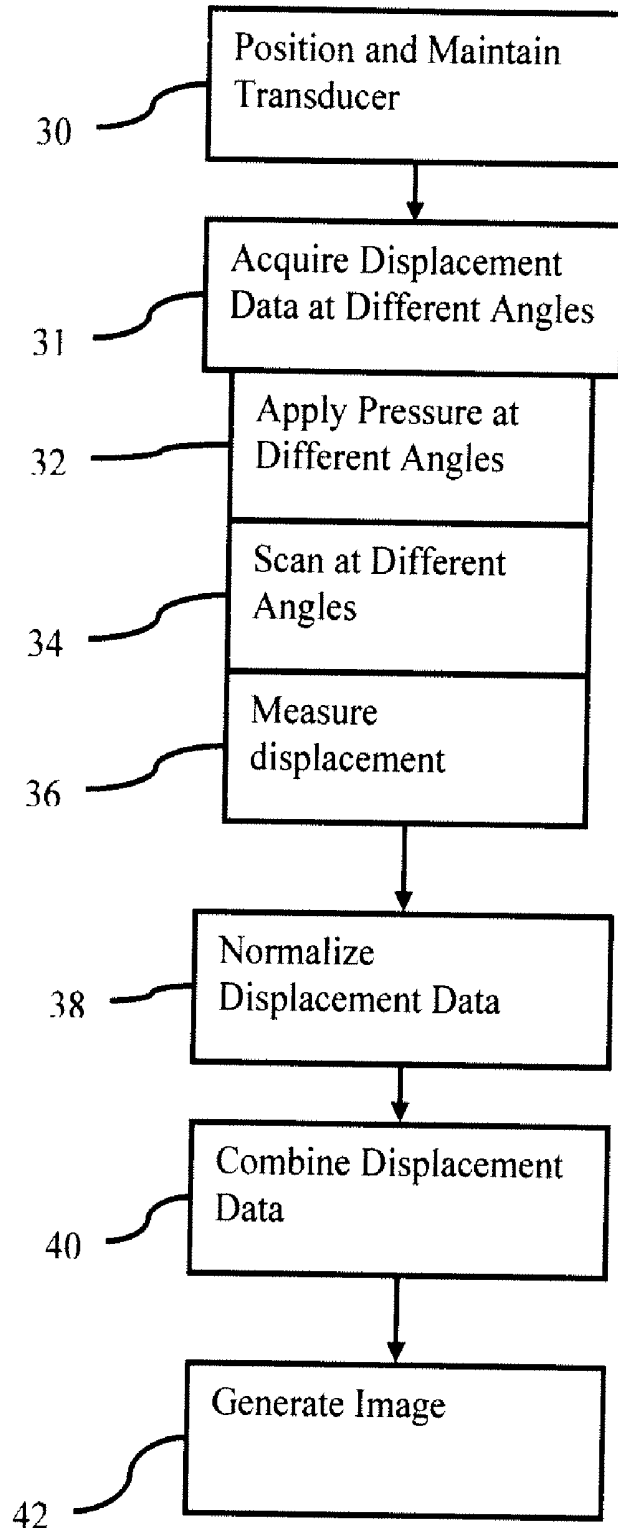 Position and Maintain
Transducer
30
Acquire Displacement
Data at Different Angles
31
Apply Pressure at
Different Angles
32
Scan at Different
Angles
34
Measure
displacement
36
Normalize
Displacement Data
38
Combine Displacement
Data
40
Generate Image
42